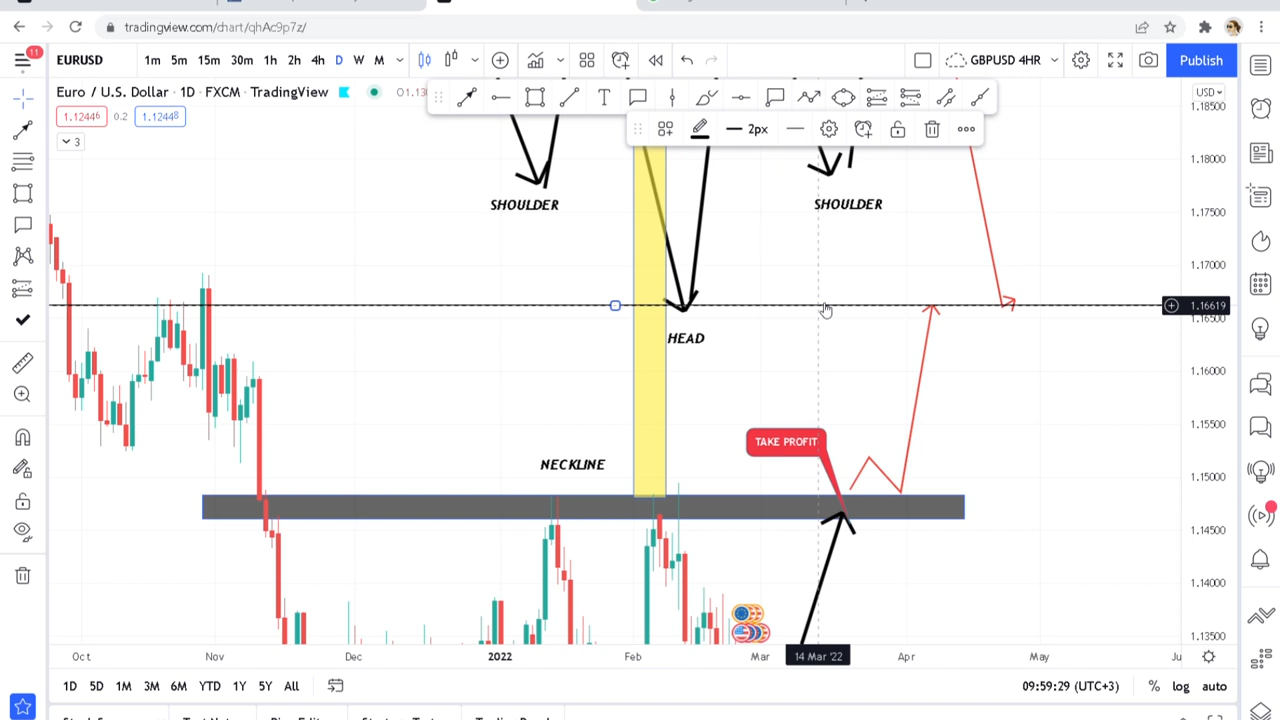 tradingview.com/chart/qhAc9p7z/
11
EURUSD
1m 5m 15m 30m 1h 2h 4h D W M
GBPUSD 4HR
Publish
Euro / U.S. Dollar · 1D · FXCM · TradingView
USD
1.12446 0.2 1.12448
2px
3
1.18500
1.18000
1.17500
1.17000
1.16619
1.16500
1.16000
1.15500
1.15000
1.14500
1.14000
1.13500
SHOULDER
SHOULDER
HEAD
TAKE PROFIT
NECKLINE
Oct Nov Dec 2022 Feb Mar 14 Mar '22 Apr May Ju
1D 5D 1M 3M 6M YTD 1Y 5Y All
09:59:29 (UTC+3) % log auto